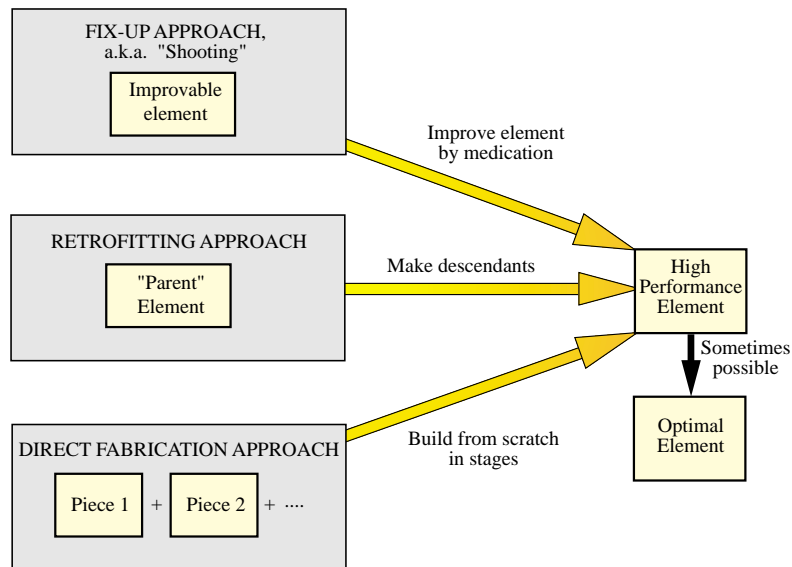 FIX-UP APPROACH,
a.k.a. "Shooting"
Improvable
element
Improve element
by medication
RETROFITTING APPROACH
"Parent"
Element
Make descendants
High
Performance
Element
Sometimes
possible
Optimal
Element
DIRECT FABRICATION APPROACH
Piece 1 + Piece 2 + ....
Build from scratch
in stages